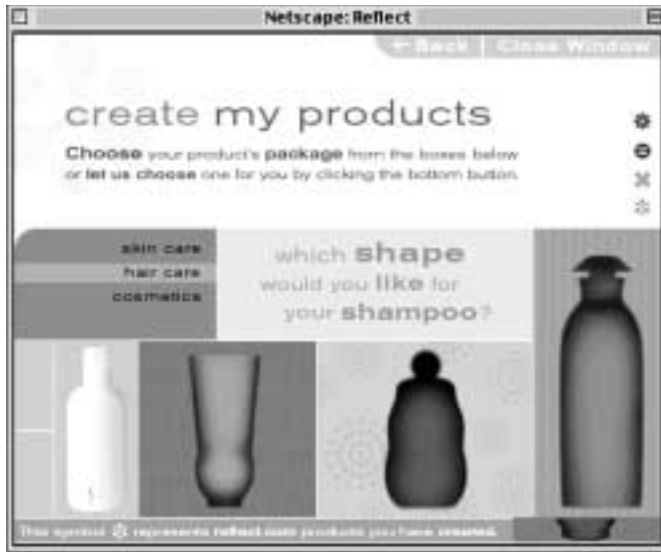 Netscape: Reflect
← Back | Close Window
create my products
Choose your product's package from the boxes below
or let us choose one for you by clicking the bottom button.
skin care
hair care
cosmetics
which shape
would you like for
your shampoo?
This symbol represents reflect.com products you have created.